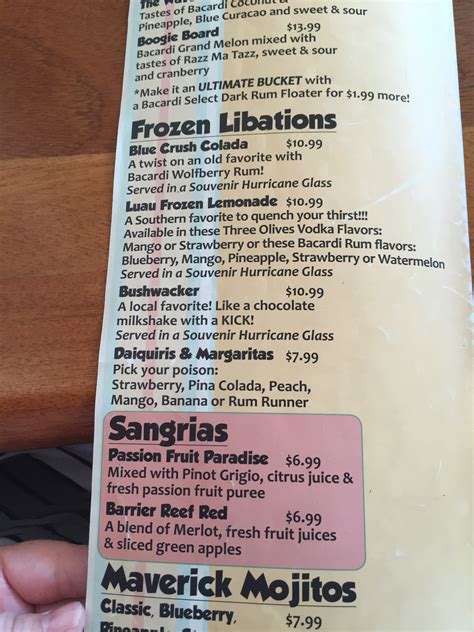 The
Tastes of Bacardi Coconut &
Pineapple, Blue Curacao and sweet & sour
Boogie Board $13.99
Bacardi Grand Melon mixed with
tastes of Razz Ma Tazz, sweet & sour
and cranberry
*Make it an ULTIMATE BUCKET with
a Bacardi Select Dark Rum Floater for $1.99 more!
Frozen Libations
Blue Crush Colada $10.99
A twist on an old favorite with
Bacardi Wolfberry Rum!
Served in a Souvenir Hurricane Glass
Luau Frozen Lemonade $10.99
A Southern favorite to quench your thirst!!!
Available in these Three Olives Vodka Flavors:
Mango or Strawberry or these Bacardi Rum flavors:
Blueberry, Mango, Pineapple, Strawberry or Watermelon
Served in a Souvenir Hurricane Glass
Bushwacker $10.99
A local favorite! Like a chocolate
milkshake with a KICK!
Served in a Souvenir Hurricane Glass
Daiquiris & Margaritas $7.99
Pick your poison:
Strawberry, Pina Colada, Peach,
Mango, Banana or Rum Runner
Sangrias
Passion Fruit Paradise $6.99
Mixed with Pinot Grigio, citrus juice &
fresh passion fruit puree
Barrier Reef Red $6.99
A blend of Merlot, fresh fruit juices
& sliced green apples
Maverick Mojitos
Classic, Blueberry, $7.99
Pineapple